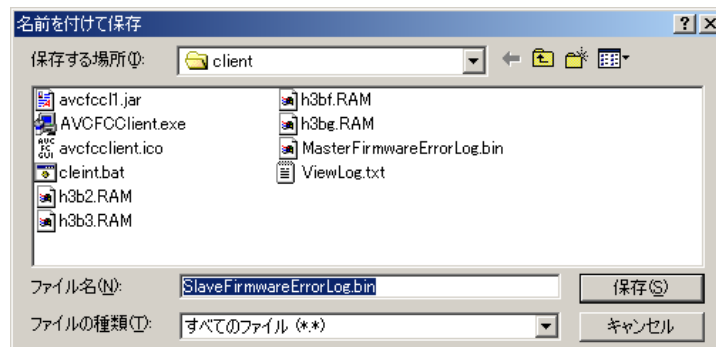 名前を付けて保存
保存する場所(I):
client
avcfccl1.jar
AVCFCClient.exe
avcfcclient.ico
cleint.bat
h3b2.RAM
h3b3.RAM
h3bf.RAM
h3bg.RAM
MasterFirmwareErrorLog.bin
ViewLog.txt
ファイル名(N):
SlaveFirmwareErrorLog.bin
保存(S)
ファイルの種類(T):
すべてのファイル (*.*)
キャンセル